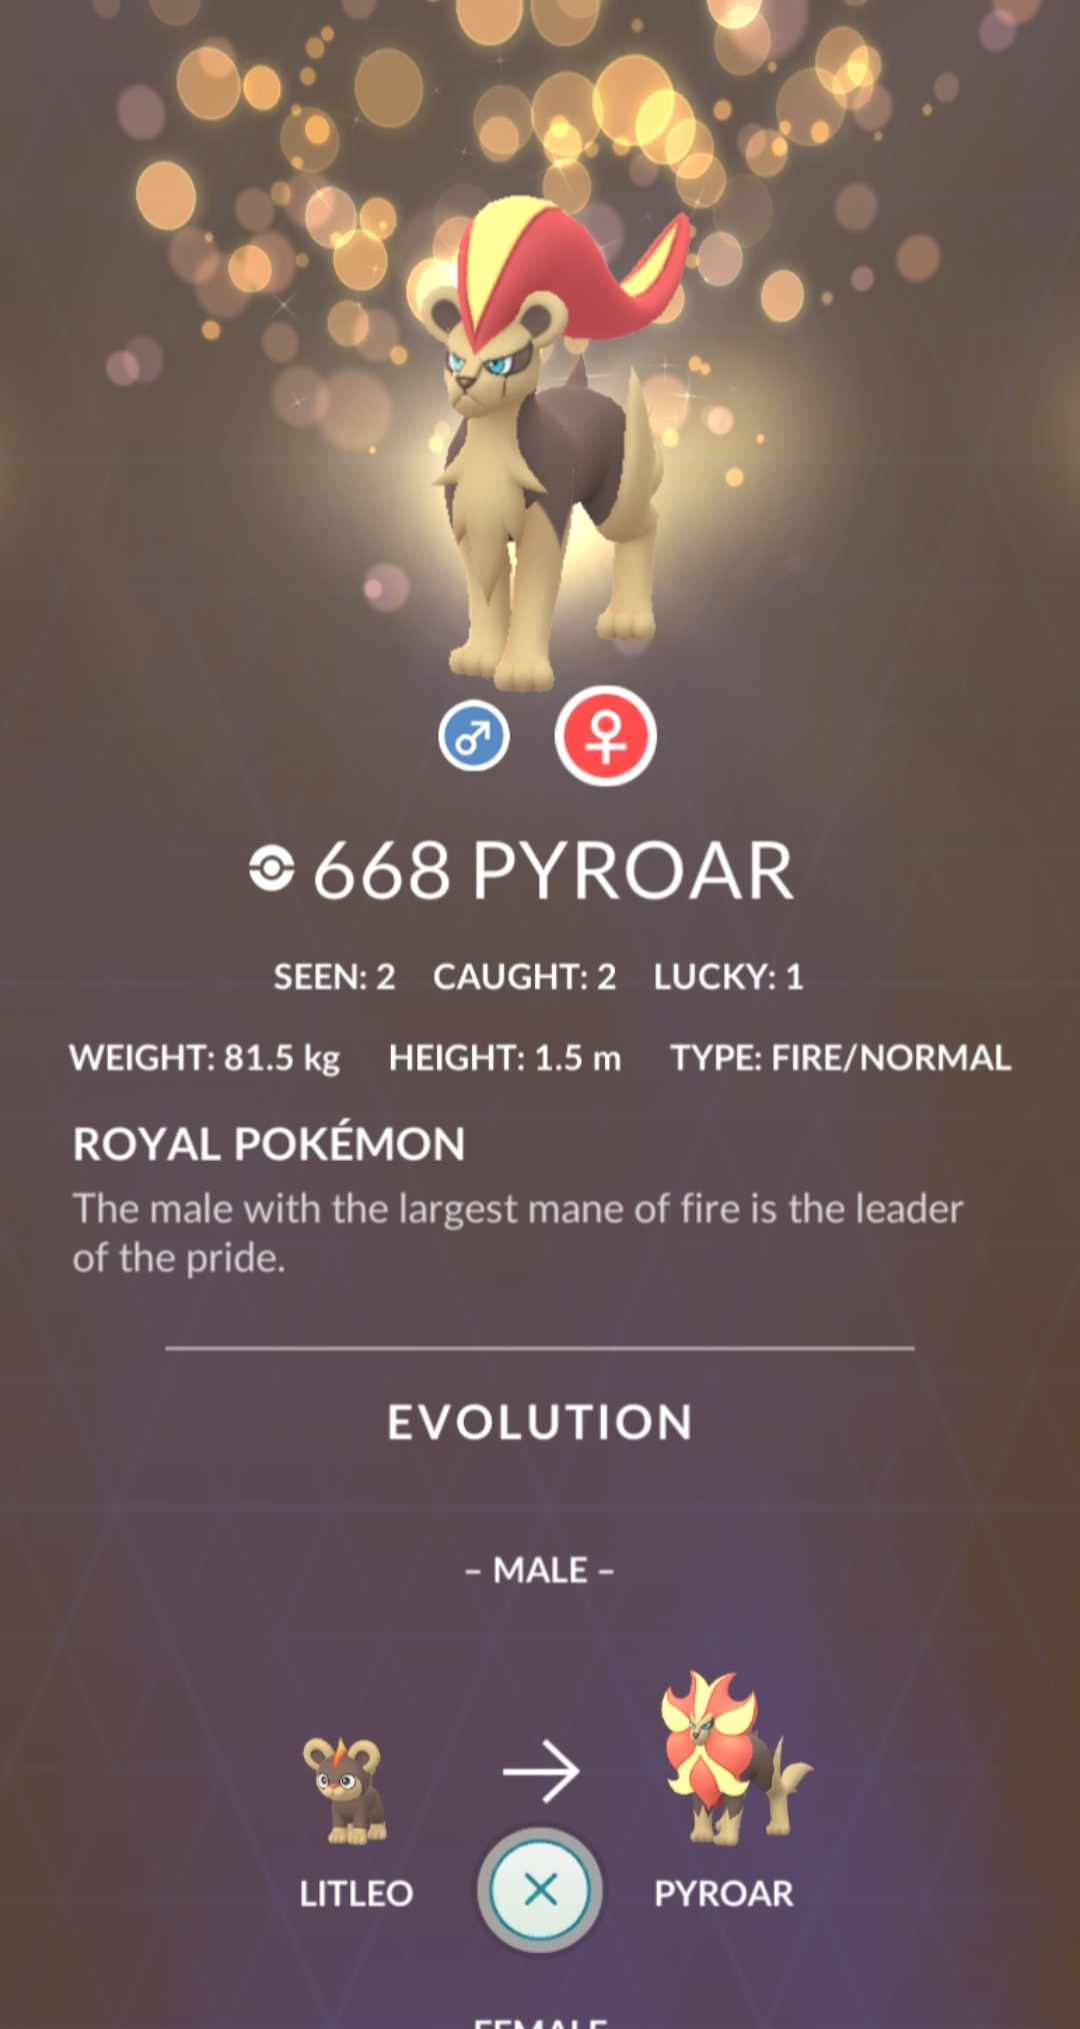 668 PYROAR
SEEN: 2 CAUGHT: 2 LUCKY: 1
WEIGHT: 81.5 kg HEIGHT: 1.5 m TYPE: FIRE/NORMAL
ROYAL POKÉMON
The male with the largest mane of fire is the leader
of the pride.
EVOLUTION
– MALE –
LITLEO PYROAR
FEMALE